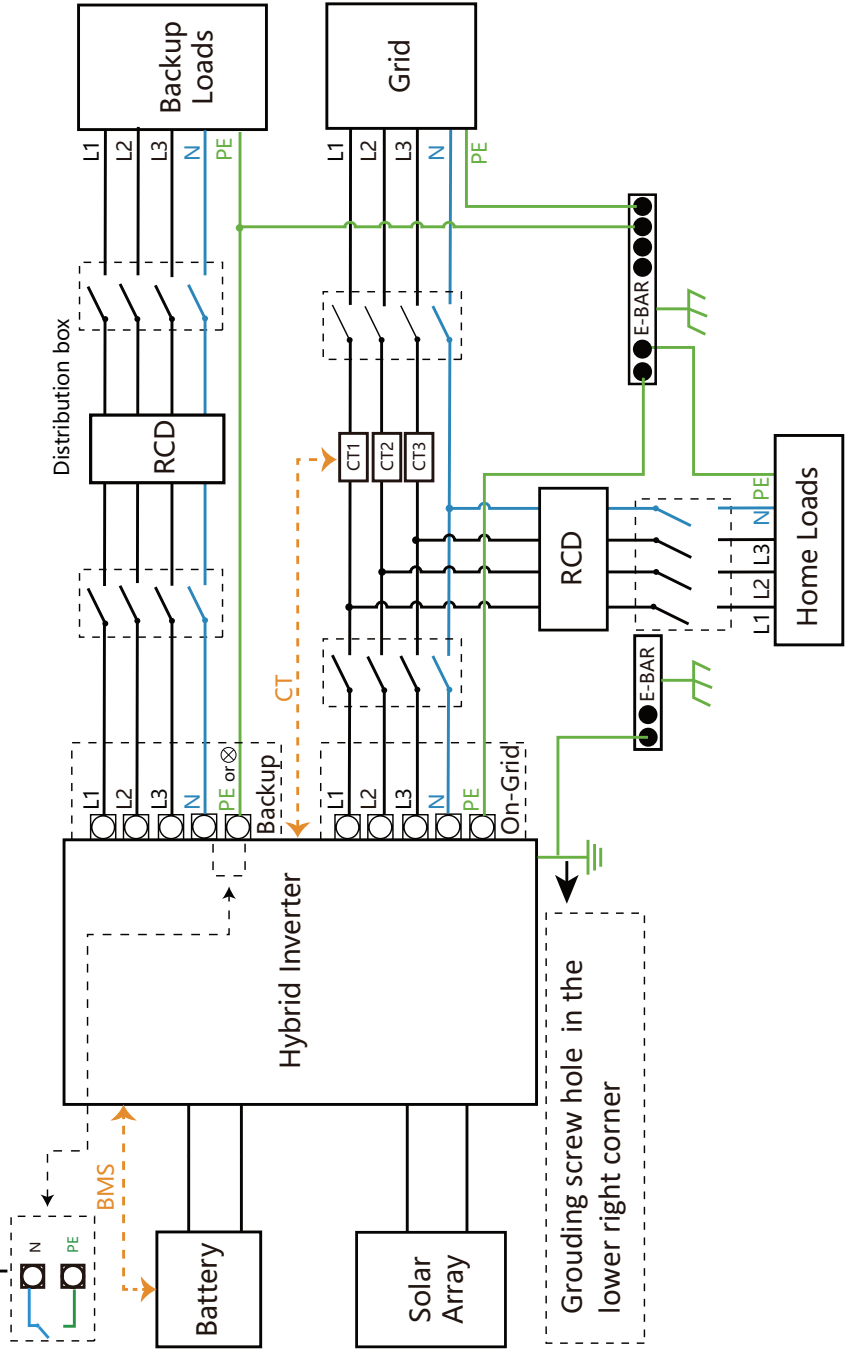 Backup
Loads
L1
L2
L3
N
PE
Grid
L1
L2
L3
N
PE
Distribution box
RCD
E-BAR
CT1
CT2
CT3
CT
RCD
L1
L2
L3
N
PE
Home Loads
E-BAR
L1
L2
L3
N
PE or
Backup
L1
L2
L3
N
PE
On-Grid
Hybrid Inverter
Grouding screw hole in the
lower right corner
BMS
N
PE
Battery
Solar
Array